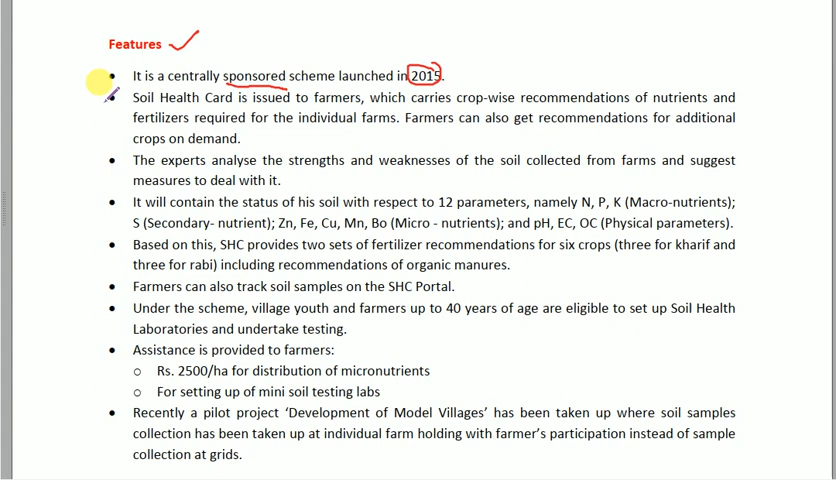 Features
• It is a centrally sponsored scheme launched in 2015.
• Soil Health Card is issued to farmers, which carries crop-wise recommendations of nutrients and
fertilizers required for the individual farms. Farmers can also get recommendations for additional
crops on demand.
• The experts analyse the strengths and weaknesses of the soil collected from farms and suggest
measures to deal with it.
• It will contain the status of his soil with respect to 12 parameters, namely N, P, K (Macro-nutrients);
S (Secondary- nutrient); Zn, Fe, Cu, Mn, Bo (Micro - nutrients); and pH, EC, OC (Physical parameters).
• Based on this, SHC provides two sets of fertilizer recommendations for six crops (three for kharif and
three for rabi) including recommendations of organic manures.
• Farmers can also track soil samples on the SHC Portal.
• Under the scheme, village youth and farmers up to 40 years of age are eligible to set up Soil Health
Laboratories and undertake testing.
• Assistance is provided to farmers:
o Rs. 2500/ha for distribution of micronutrients
o For setting up of mini soil testing labs
• Recently a pilot project ‘Development of Model Villages’ has been taken up where soil samples
collection has been taken up at individual farm holding with farmer’s participation instead of sample
collection at grids.